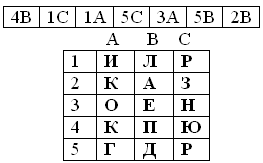 4В 1С 1А 5С 3А 5В 2В
А В С
1 И Л Р
2 К А З
3 О Е Н
4 К П Ю
5 Г Д Р